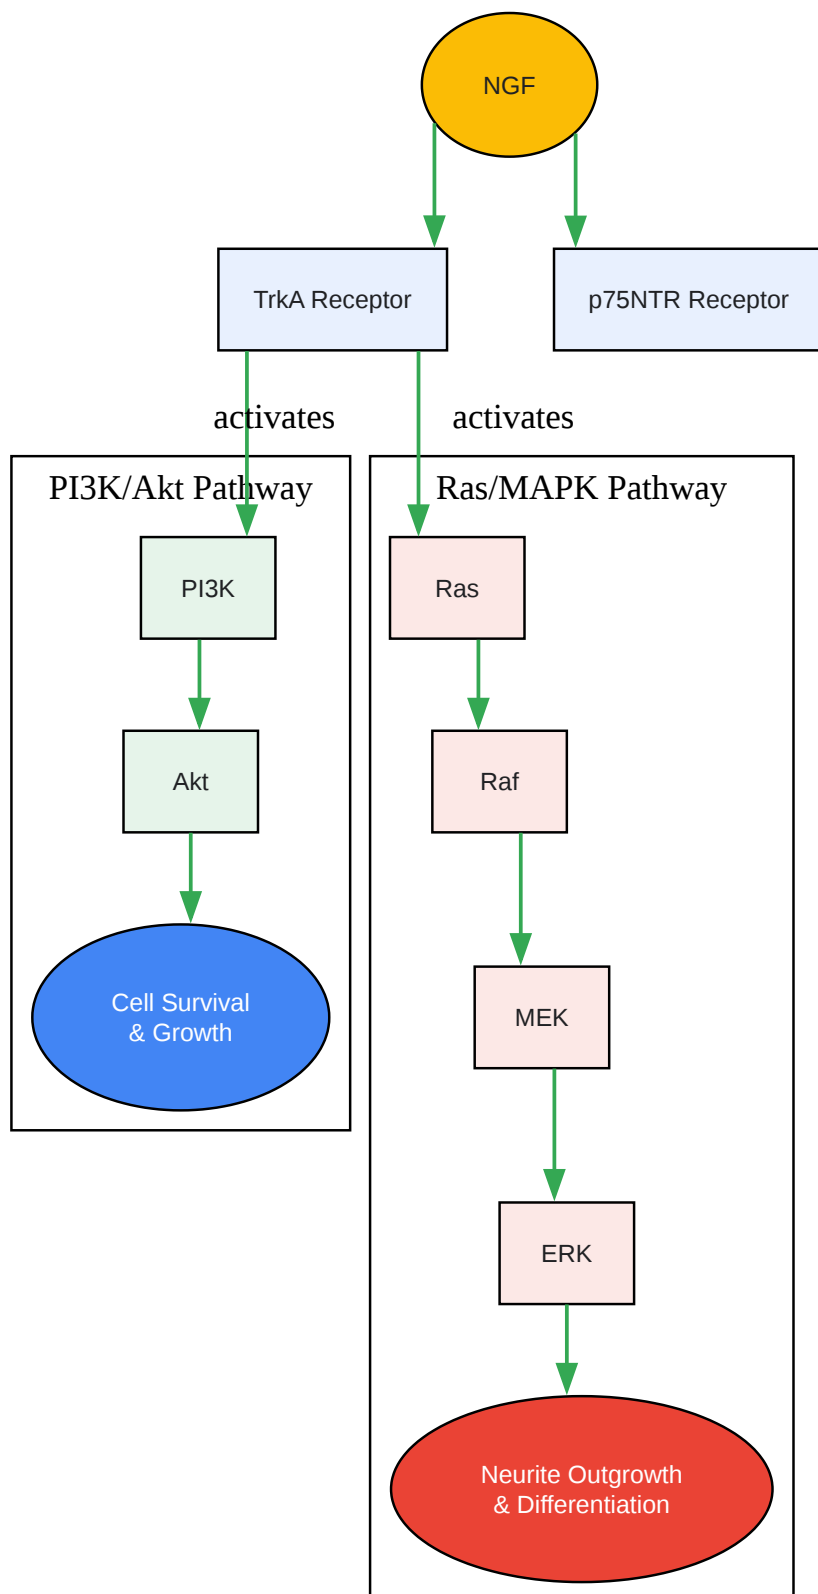 NGF
TrkA Receptor
p75NTR Receptor
activates
activates
PI3K/Akt Pathway
Ras/MAPK Pathway
PI3K
Ras
Akt
Raf
Cell Survival
& Growth
MEK
ERK
Neurite Outgrowth
& Differentiation